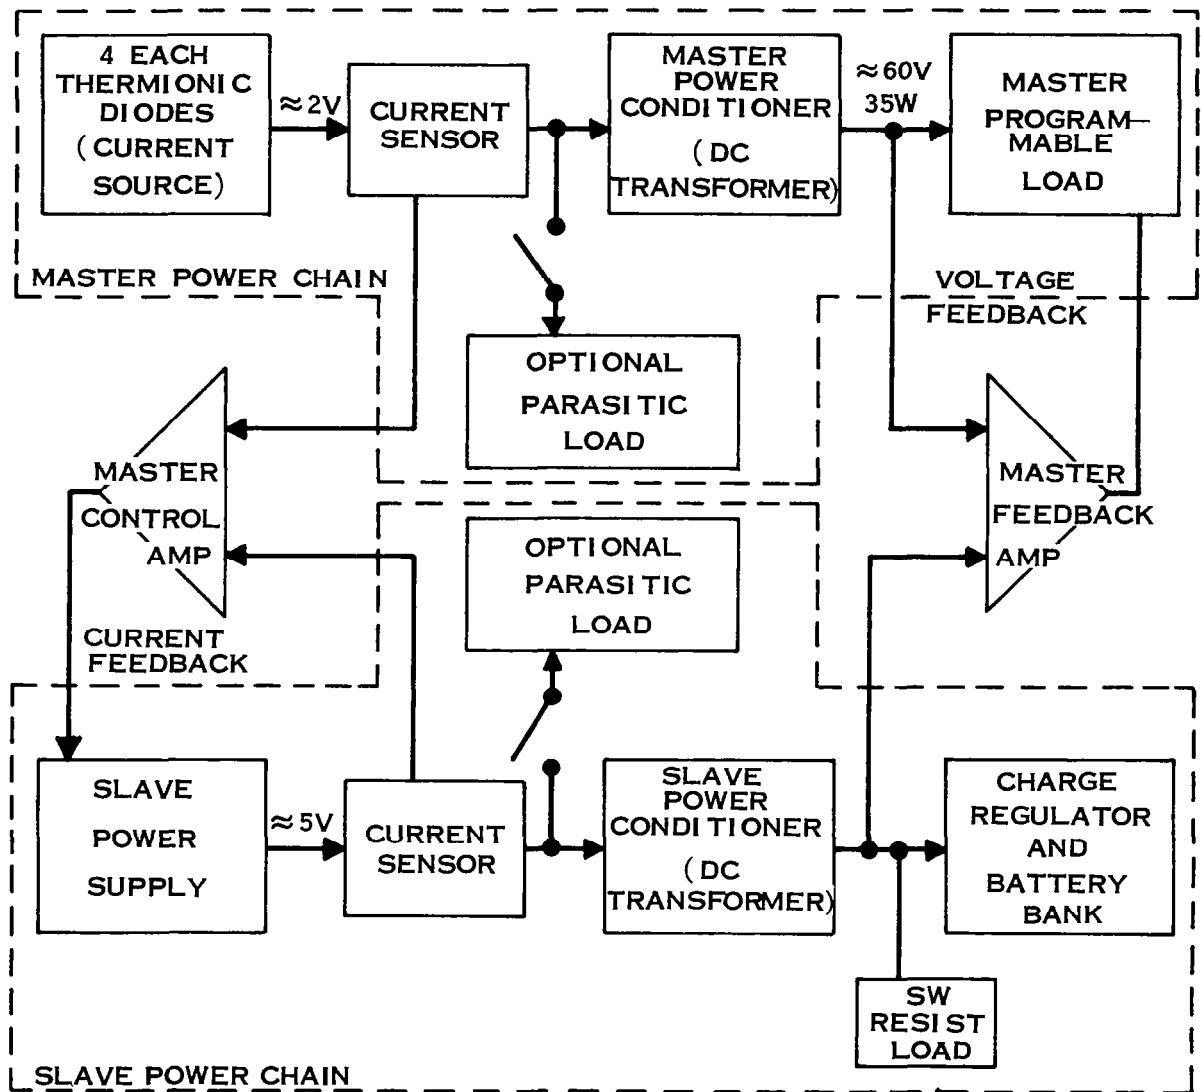 4 EACH
THERMIONIC
DIODES
(CURRENT
SOURCE)
≈2V
CURRENT
SENSOR
MASTER
POWER
CONDITIONER
(DC
TRANSFORMER)
≈60V
35W
MASTER
PROGRAM-
MABLE
LOAD
MASTER POWER CHAIN
VOLTAGE
FEEDBACK
OPTIONAL
PARASITIC
LOAD
MASTER
CONTROL
AMP
MASTER
FEEDBACK
AMP
OPTIONAL
PARASITIC
LOAD
CURRENT
FEEDBACK
SLAVE
POWER
SUPPLY
≈5V
CURRENT
SENSOR
SLAVE
POWER
CONDITIONER
(DC
TRANSFORMER)
CHARGE
REGULATOR
AND
BATTERY
BANK
SW
RESIST
LOAD
SLAVE POWER CHAIN